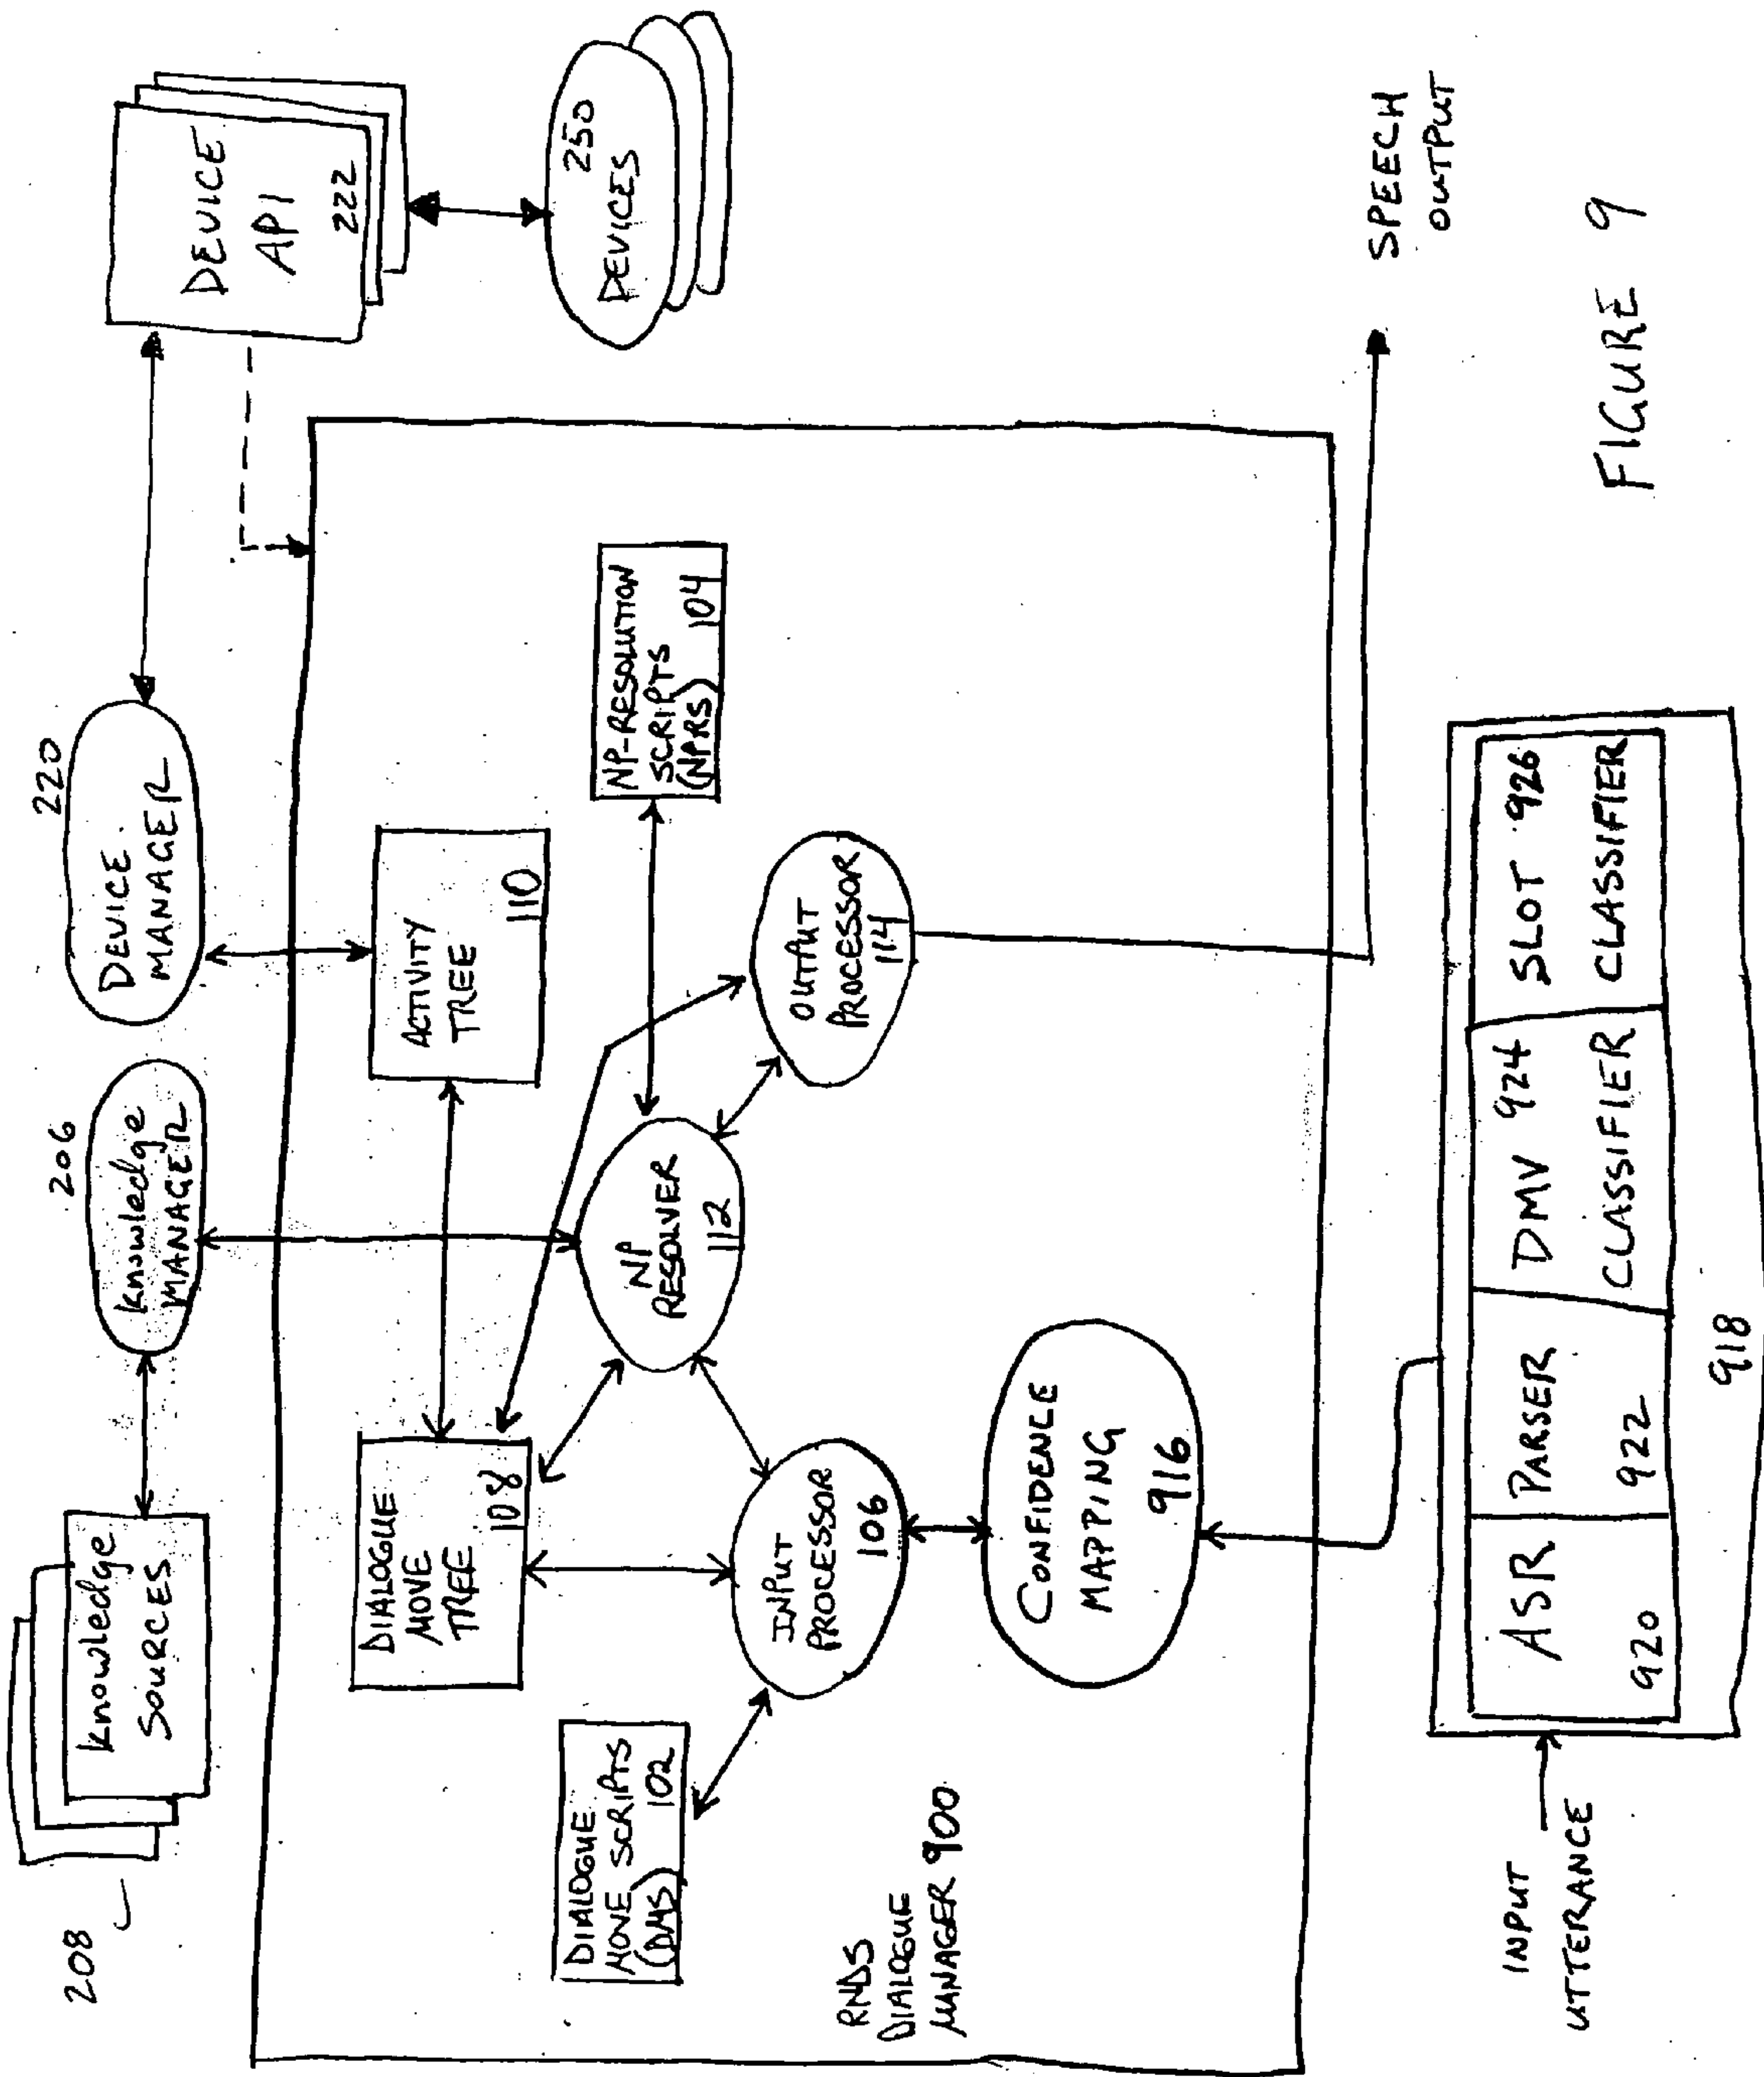 208
Knowledge
SOURCES
206
Knowledge
MANAGER
220
DEVICE
MANAGER
DEVICE
API
222
250
DEVICES
DIALOGUE
MOVE
TREE
108
ACTIVITY
TREE
110
DIALOGUE
MOVE SCRIPTS
(DMS) 102
NP
RESOLVER
112
NP-RESOLUTION
SCRIPTS
(NPRS) 104
INPUT
PROCESSOR
106
OUTPUT
PROCESSOR
114
RNDS
DIALOGUE
MANAGER 900
CONFIDENCE
MAPPING
916
SPEECH
OUTPUT
INPUT
UTTERANCE
ASR
920
PARSER
922
DMV 924
CLASSIFIER
SLOT 926
CLASSIFIER
918
FIGURE 9